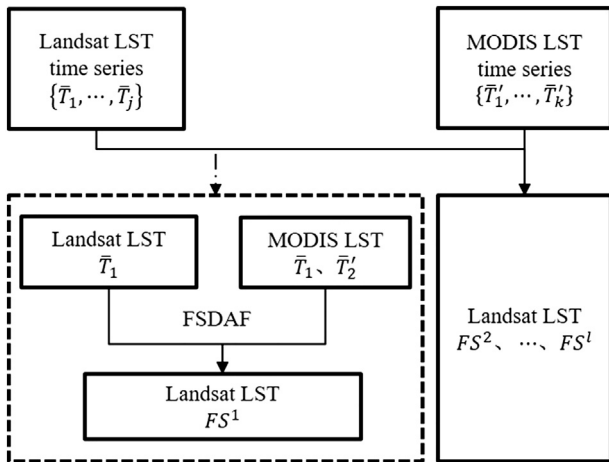 Landsat LST
time series
{T̄₁, ⋯, T̄ⱼ}
MODIS LST
time series
{T̄′₁, ⋯, T̄′ₖ}
Landsat LST
T̄₁
MODIS LST
T̄₁、T̄′₂
FSDAF
Landsat LST
FS¹
Landsat LST
FS²、⋯、FSˡ